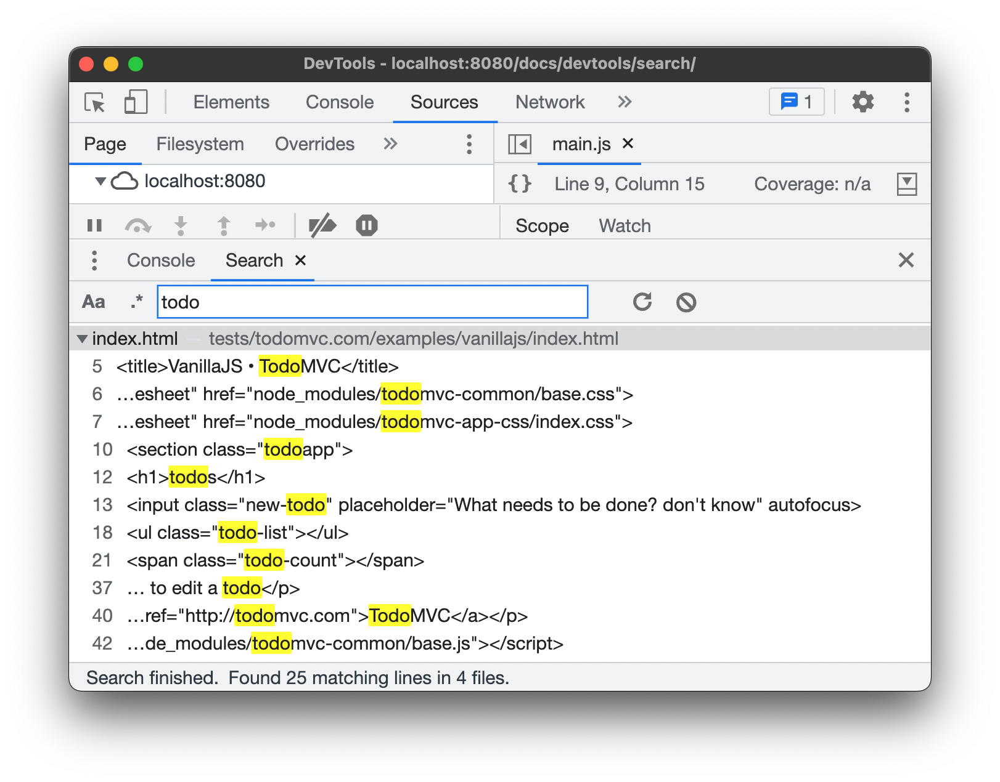 DevTools - localhost:8080/docs/devtools/search/
Elements Console Sources Network » 1
Page Filesystem Overrides » main.js ×
localhost:8080 {} Line 9, Column 15 Coverage: n/a
Scope Watch
Console Search ×
Aa .* todo
index.html — tests/todomvc.com/examples/vanillajs/index.html
5 <title>VanillaJS • TodoMVC</title>
6 …esheet" href="node_modules/todomvc-common/base.css">
7 …esheet" href="node_modules/todomvc-app-css/index.css">
10 <section class="todoapp">
12 <h1>todos</h1>
13 <input class="new-todo" placeholder="What needs to be done? don't know" autofocus>
18 <ul class="todo-list"></ul>
21 <span class="todo-count"></span>
37 … to edit a todo</p>
40 …ref="http://todomvc.com">TodoMVC</a></p>
42 …de_modules/todomvc-common/base.js"></script>
Search finished. Found 25 matching lines in 4 files.